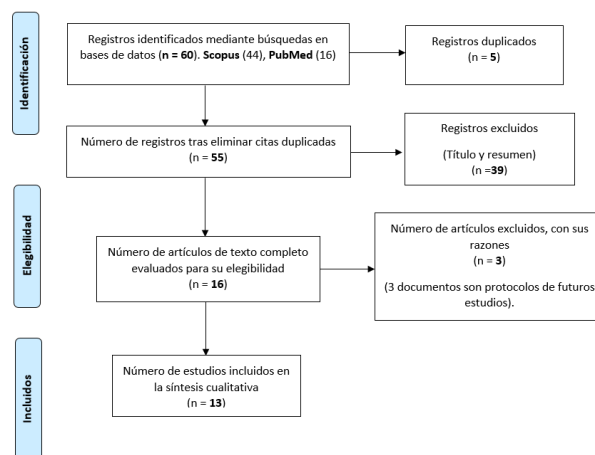 Identificación
Registros identificados mediante búsquedas en
bases de datos (n = 60). Scopus (44), PubMed (16)
Registros duplicados
(n = 5)
Número de registros tras eliminar citas duplicadas
n = 55)
Registros excluidos
(Título y resumen)
(n =39)
Elegibilidad
Número de artículos de texto completo
evaluados para su elegibilidad
(n = 16)
Número de artículos excluidos, con sus
razones
(n = 3)
(3 documentos son protocolos de futuros
estudios).
Incluidos
Número de estudios incluidos en
la síntesis cualitativa
(n = 13)